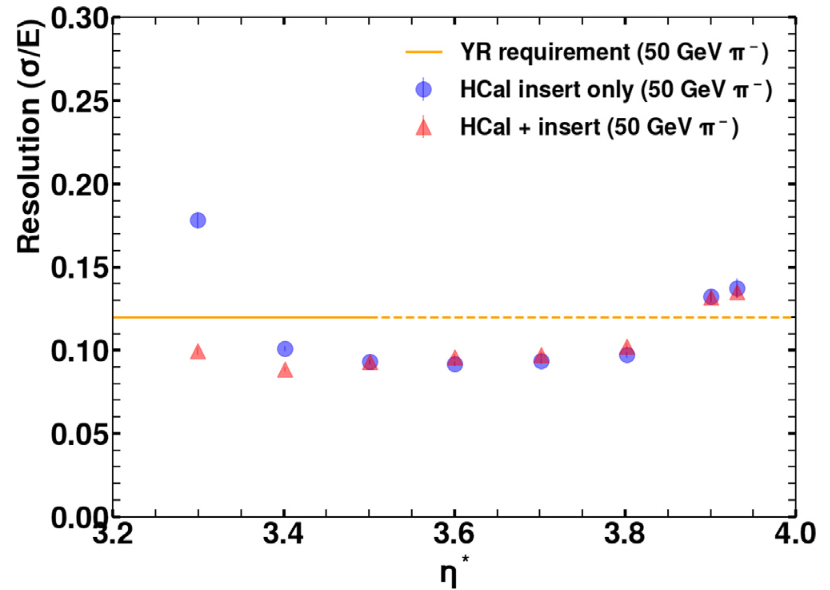 0.30
0.25
0.20
0.15
0.10
0.05
0.00
Resolution (σ/E)
YR requirement (50 GeV π⁻)
HCal insert only (50 GeV π⁻)
HCal + insert (50 GeV π⁻)
3.2 3.4 3.6 3.8 4.0
η*